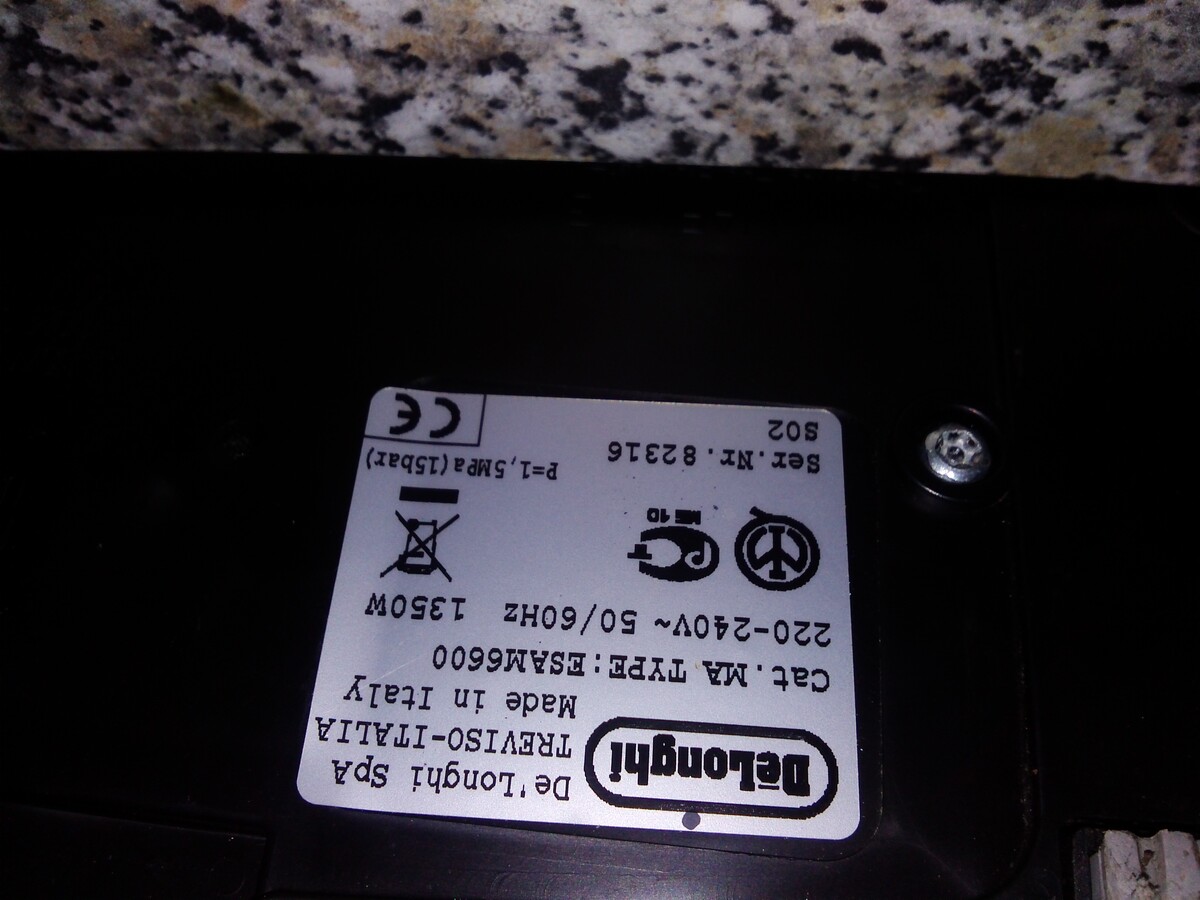 DeLonghi
De'Longhi SpA
TREVISO-ITALIA
Made in Italy
Cat. MA TYPE:ESAM6600
220-240V~ 50/60Hz 1350W
ME 10
Ser.Nr.82316
P=1,5MPa(15bar)
S02
CE